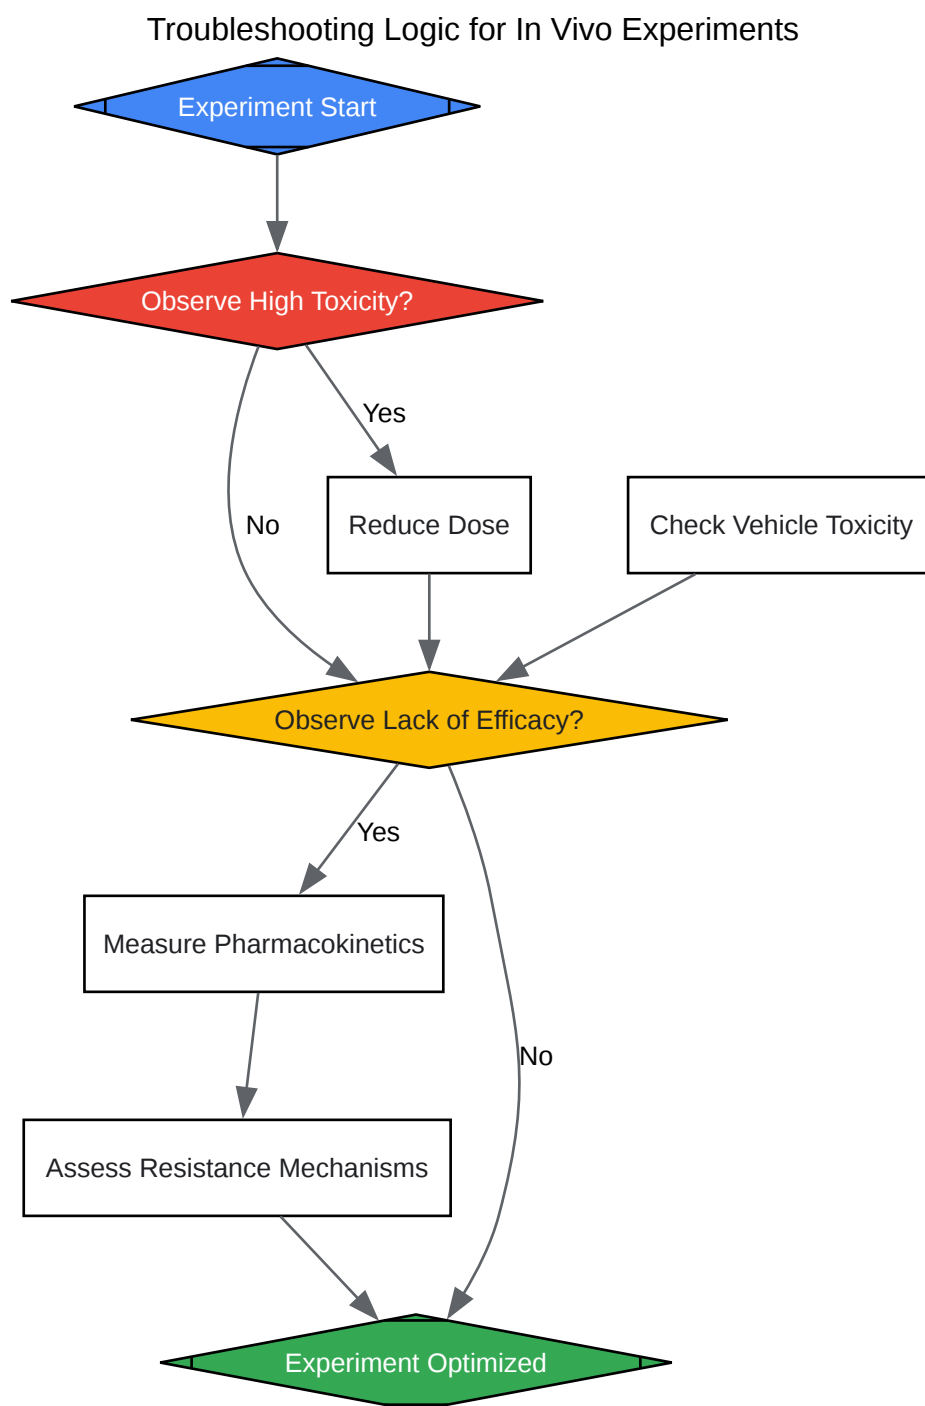 Troubleshooting Logic for In Vivo Experiments
Experiment Start
Observe High Toxicity?
Yes
No
Reduce Dose
Check Vehicle Toxicity
Observe Lack of Efficacy?
Yes
Measure Pharmacokinetics
No
Assess Resistance Mechanisms
Experiment Optimized